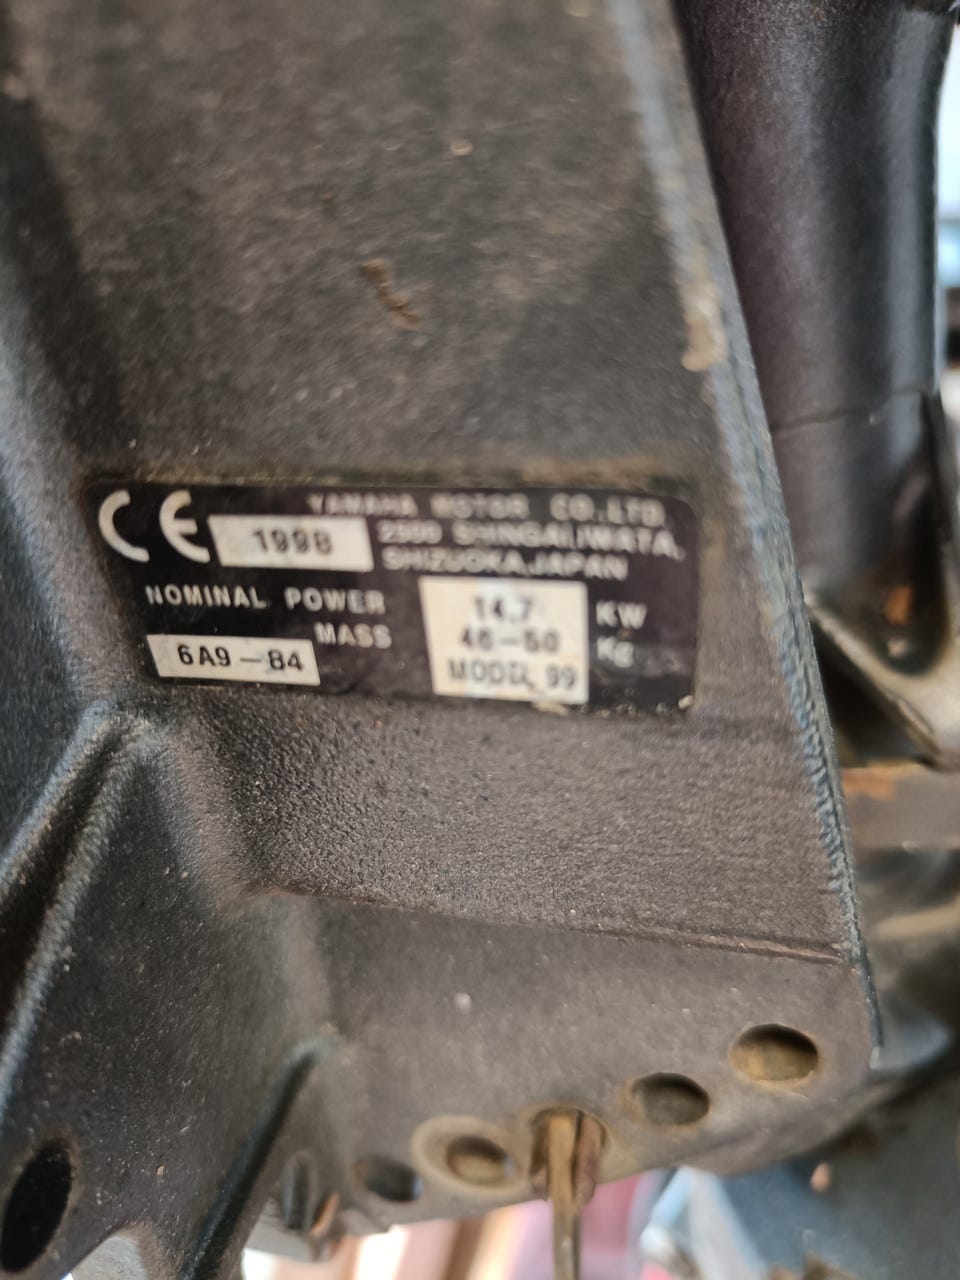 CE
YAMAHA MOTOR CO.,LTD.
1998
2500 SHINGAI,IWATA,
SHIZUOKA,JAPAN
NOMINAL POWER 14.7 KW
MASS 46-50 Kg
6A9-84
MODEL 99